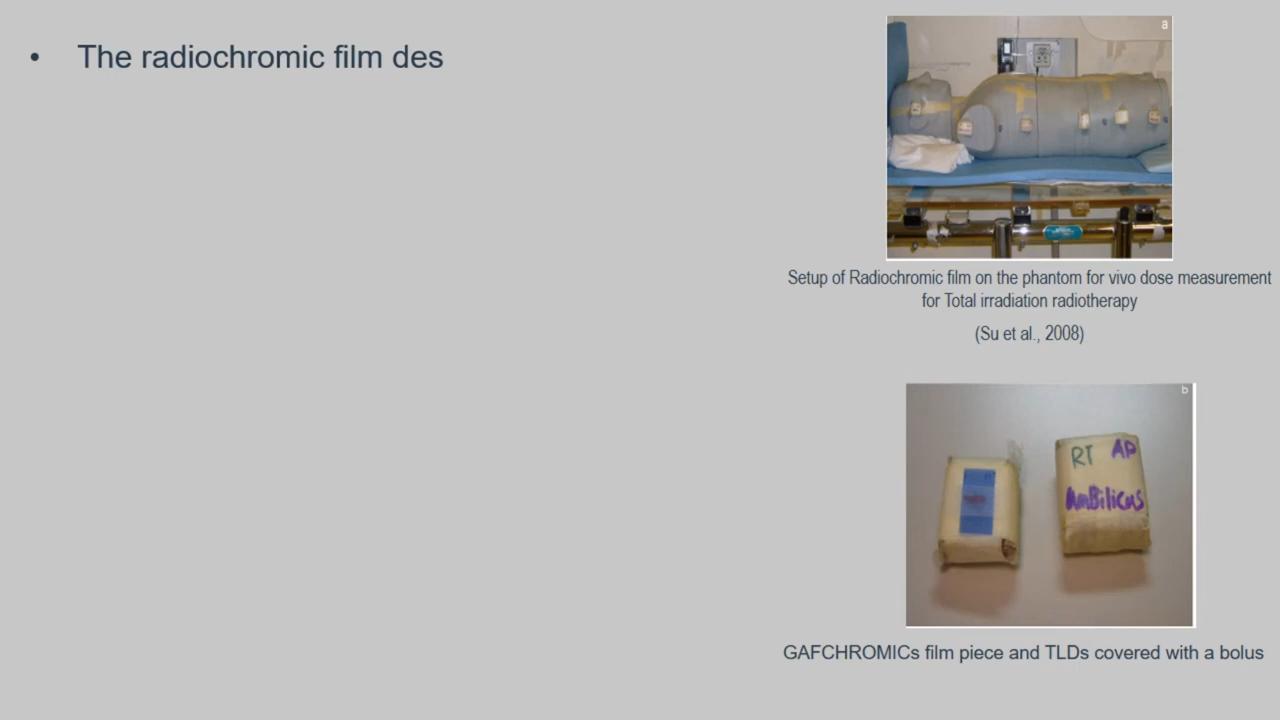 • The radiochromic film des
a
Setup of Radiochromic film on the phantom for vivo dose measurement
for Total irradiation radiotherapy
(Su et al., 2008)
b
RT AP
umBilicus
GAFCHROMICs film piece and TLDs covered with a bolus